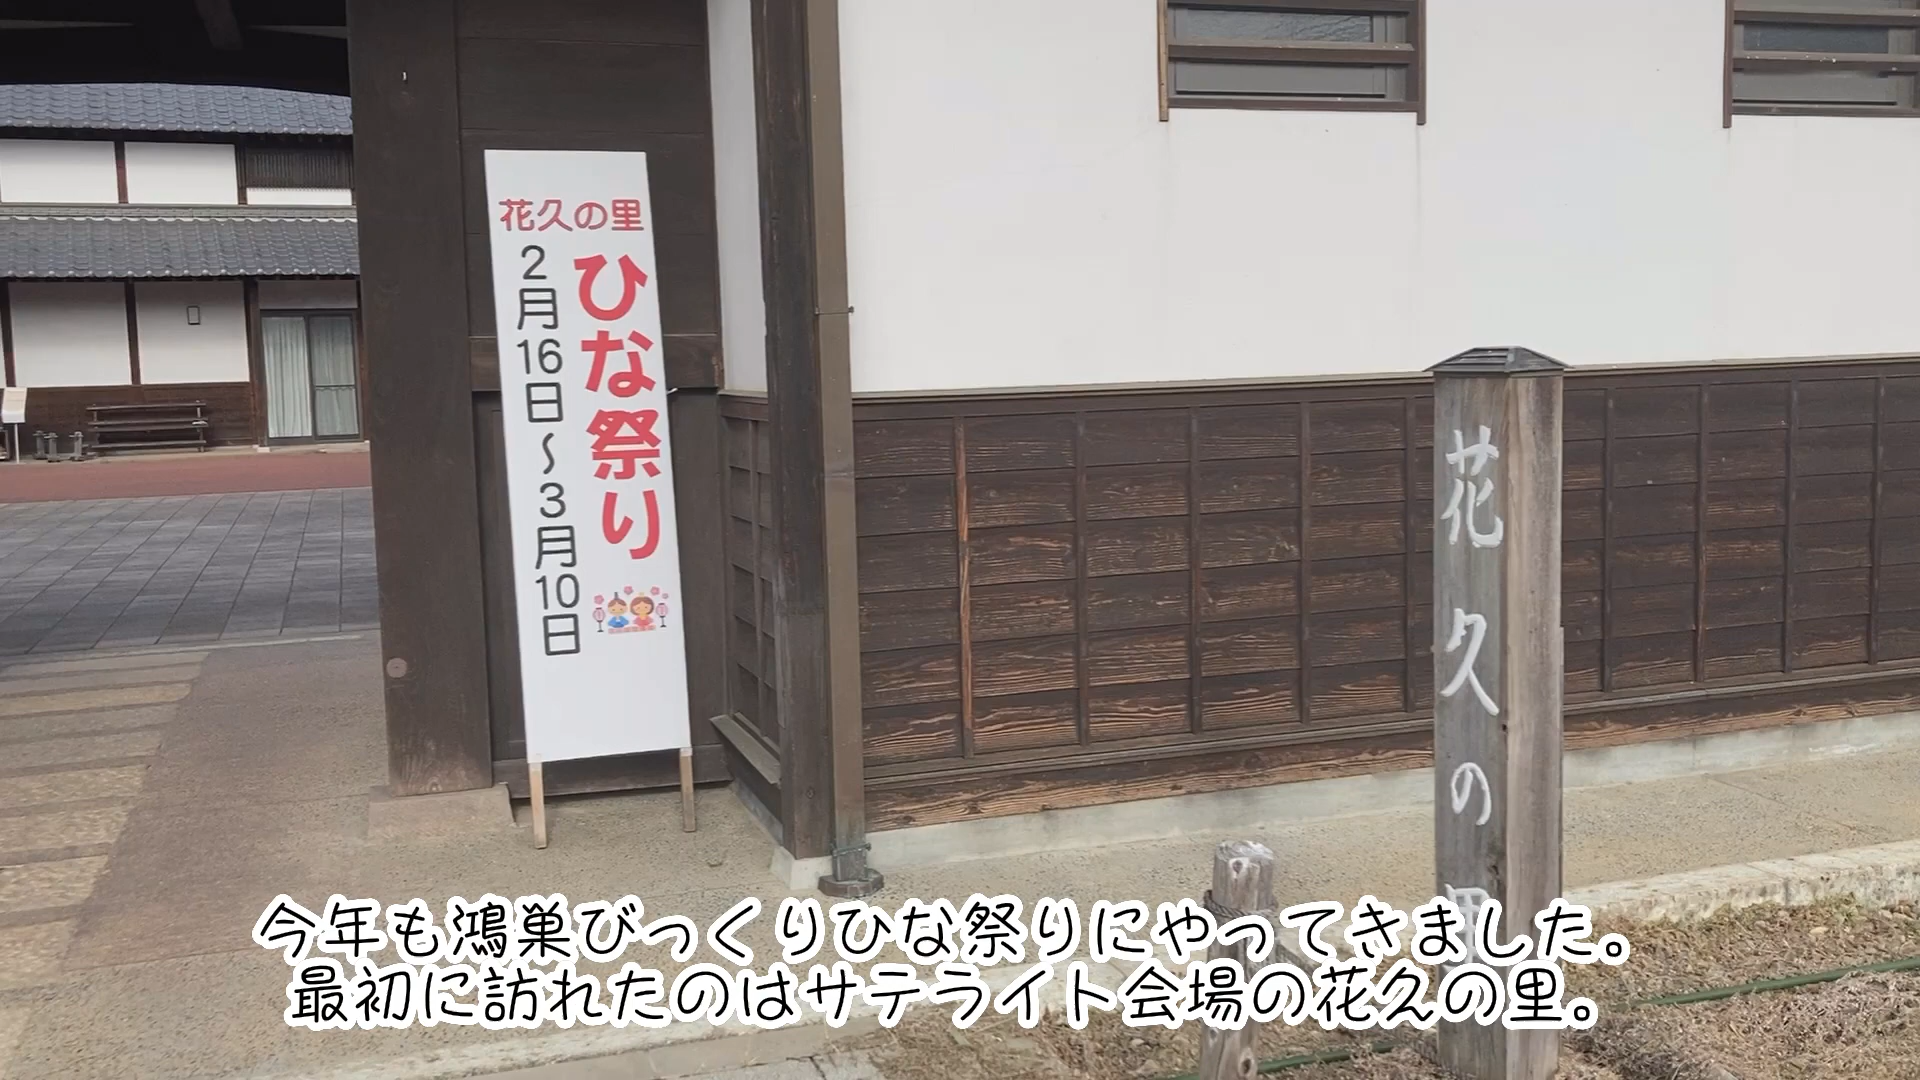 花久の里
ひな祭り
2月16日~3月10日
花久の里
今年も鴻巣びっくりひな祭りにやってきました。
最初に訪れたのはサテライト会場の花久の里。